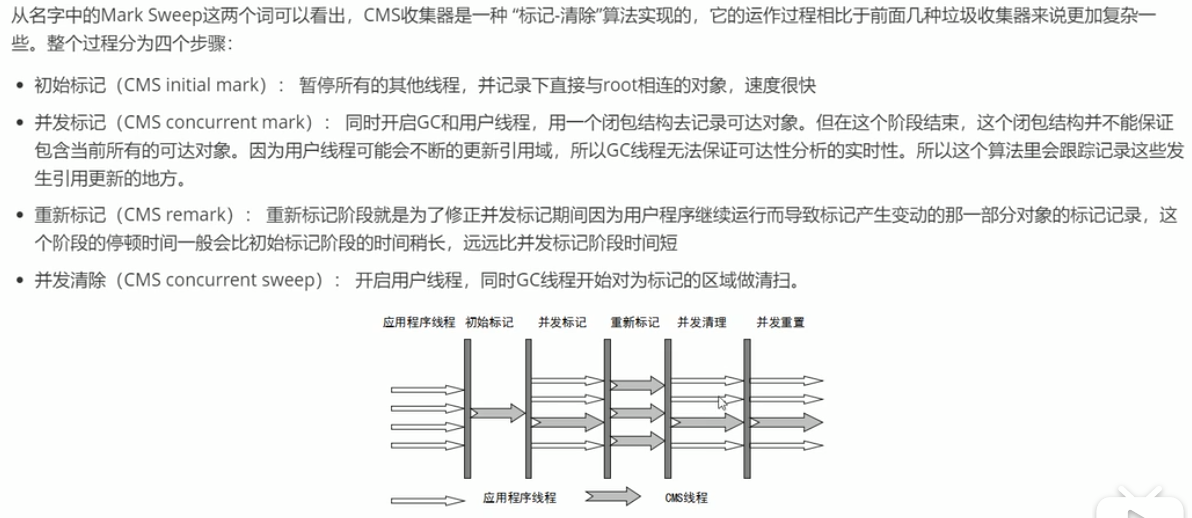 从名字中的Mark Sweep这两个词可以看出，CMS收集器是一种 “标记-清除”算法实现的，它的运作过程相比于前面几种垃圾收集器来说更加复杂一
些。整个过程分为四个步骤：
• 初始标记（CMS initial mark）： 暂停所有的其他线程，并记录下直接与root相连的对象，速度很快
• 并发标记（CMS concurrent mark）： 同时开启GC和用户线程，用一个闭包结构去记录可达对象。但在这个阶段结束，这个闭包结构并不能保证
包含当前所有的可达对象。因为用户线程可能会不断的更新引用域，所以GC线程无法保证可达性分析的实时性。所以这个算法里会跟踪记录这些发
生引用更新的地方。
• 重新标记（CMS remark）： 重新标记阶段就是为了修正并发标记期间因为用户程序继续运行而导致标记产生变动的那一部分对象的标记记录，这
个阶段的停顿时间一般会比初始标记阶段的时间稍长，远远比并发标记阶段时间短
• 并发清除（CMS concurrent sweep）： 开启用户线程，同时GC线程开始对为标记的区域做清扫。
应用程序线程 初始标记 并发标记 重新标记 并发清理 并发重置
应用程序线程 CMS线程